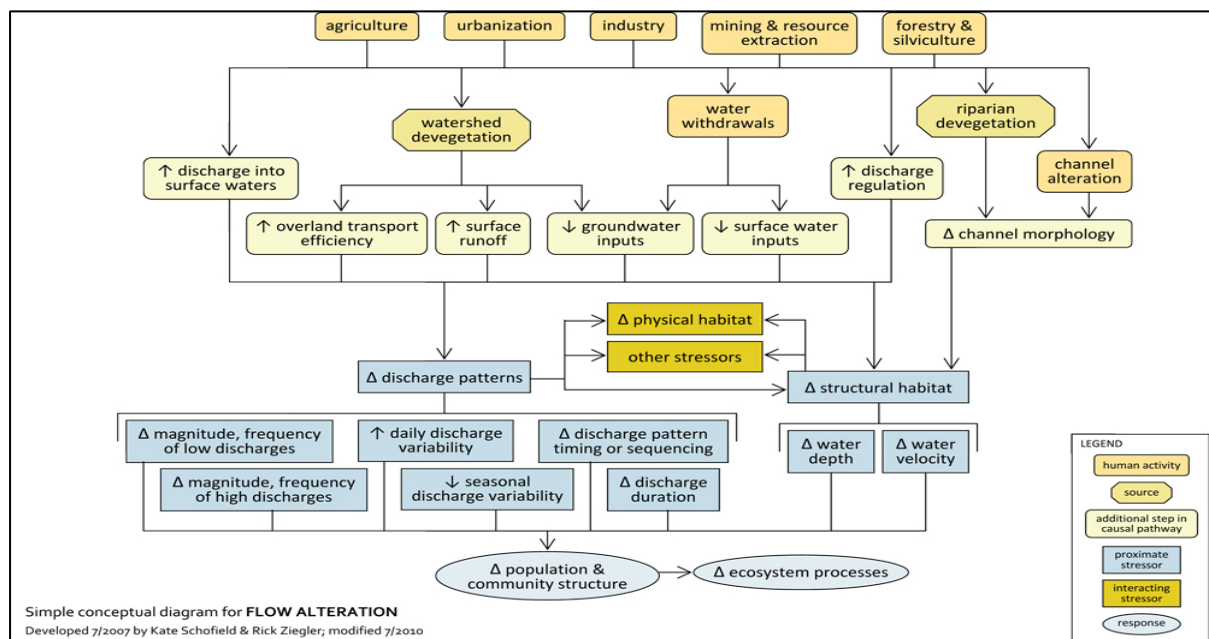 agriculture
urbanization
industry
mining & resource
extraction
forestry &
silviculture
watershed
devegetation
water
withdrawals
riparian
devegetation
↑ discharge into
surface waters
↑ discharge
regulation
channel
alteration
↑ overland transport
efficiency
↑ surface
runoff
↓ groundwater
inputs
↓ surface water
inputs
Δ channel morphology
Δ physical habitat
other stressors
Δ discharge patterns
Δ structural habitat
Δ magnitude, frequency
of low discharges
↑ daily discharge
variability
Δ discharge pattern
timing or sequencing
Δ water
depth
Δ water
velocity
Δ magnitude, frequency
of high discharges
↓ seasonal
discharge variability
Δ discharge
duration
Δ population &
community structure
Δ ecosystem processes
LEGEND
human activity
source
additional step in
causal pathway
proximate
stressor
interacting
stressor
response
Simple conceptual diagram for FLOW ALTERATION
Developed 7/2007 by Kate Schofield & Rick Ziegler; modified 7/2010